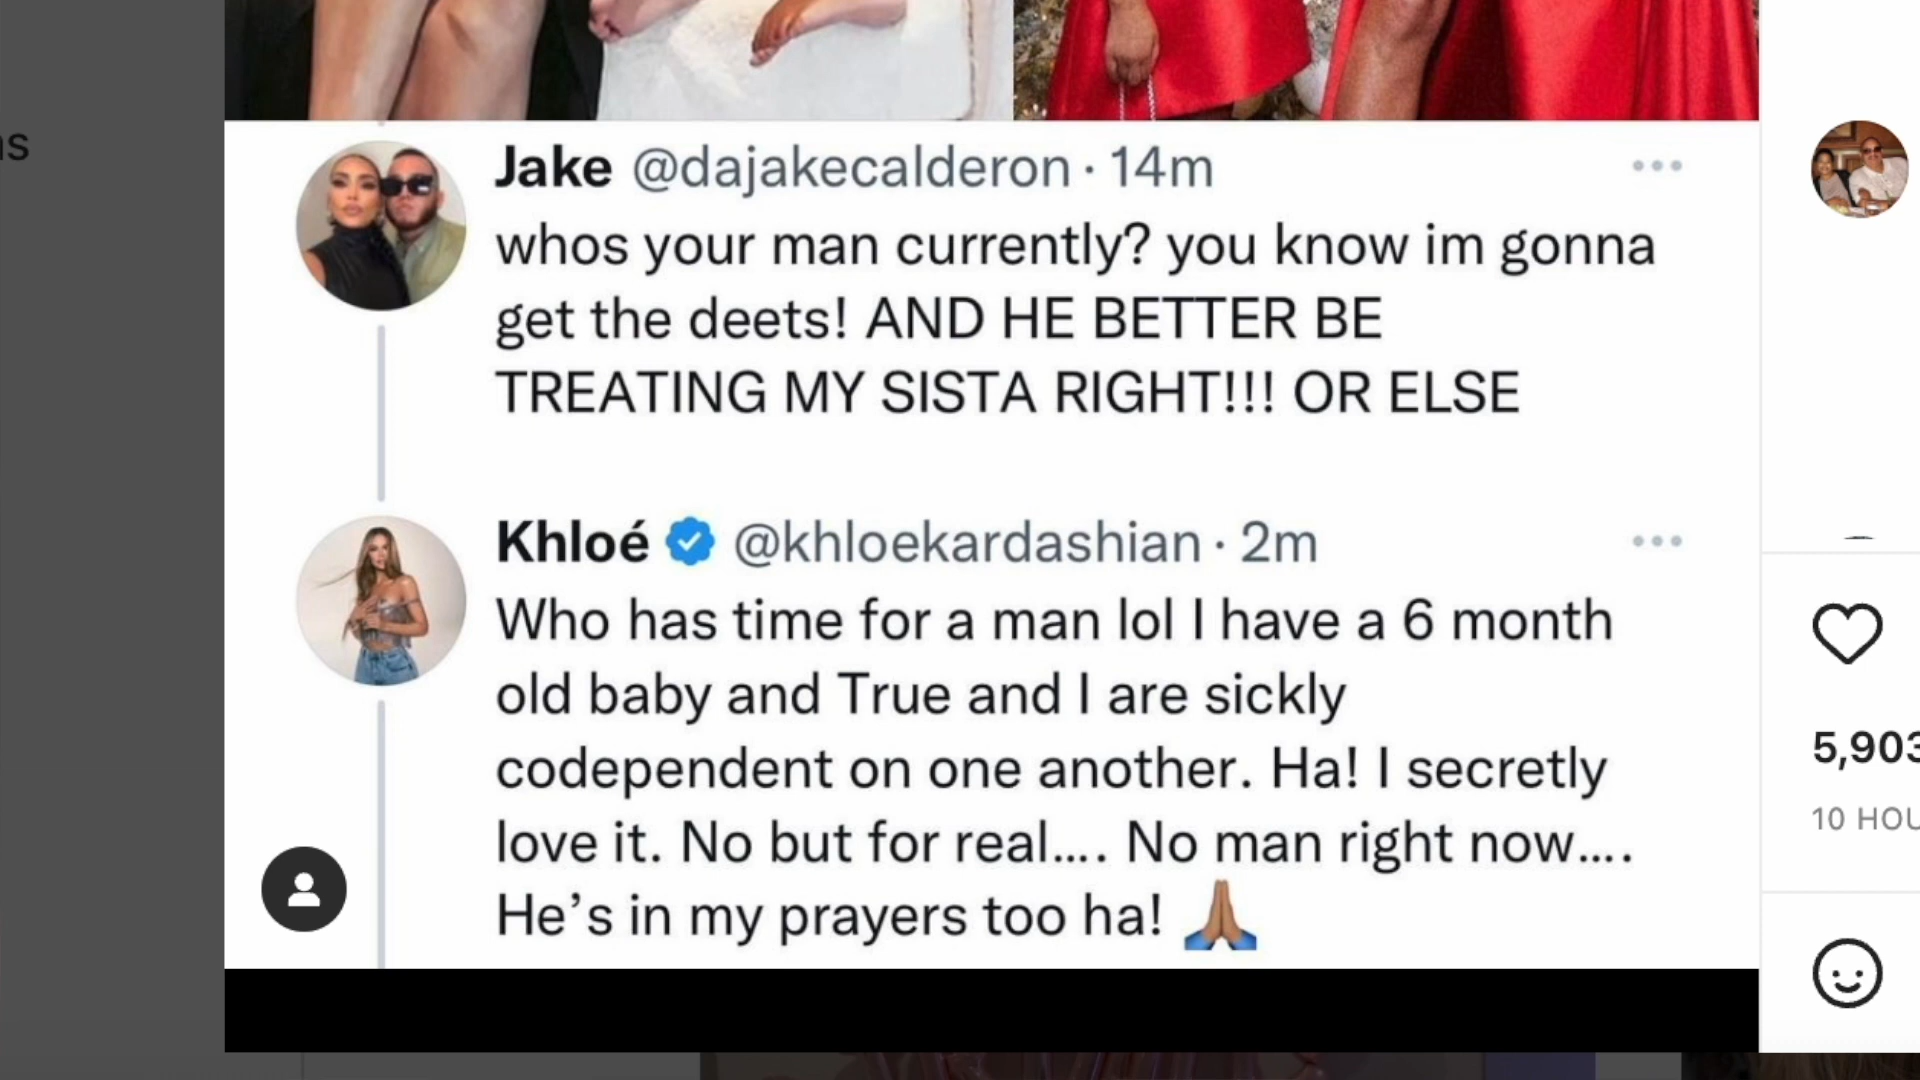 Jake @dajakecalderon · 14m
whos your man currently? you know im gonna
get the deets! AND HE BETTER BE
TREATING MY SISTA RIGHT!!! OR ELSE
Khloé @khloekardashian · 2m
Who has time for a man lol I have a 6 month
old baby and True and I are sickly
codependent on one another. Ha! I secretly
love it. No but for real.... No man right now....
He’s in my prayers too ha! 🙏🏽
5,903
10 HOU